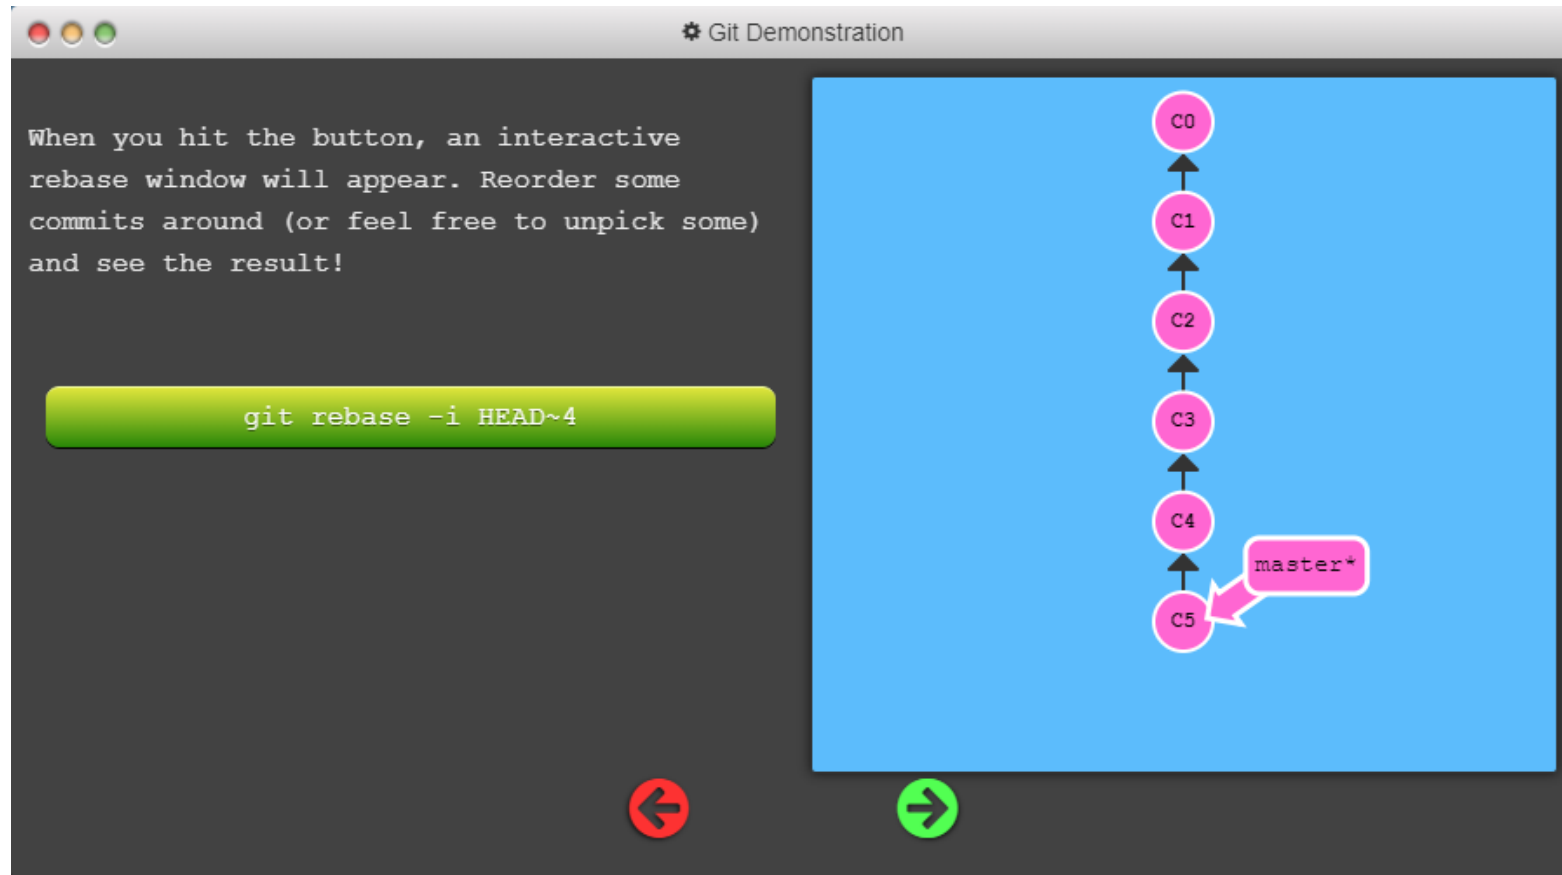 Git Demonstration
When you hit the button, an interactive
rebase window will appear. Reorder some
commits around (or feel free to unpick some)
and see the result!
git rebase -i HEAD~4
C0
C1
C2
C3
C4
master*
C5